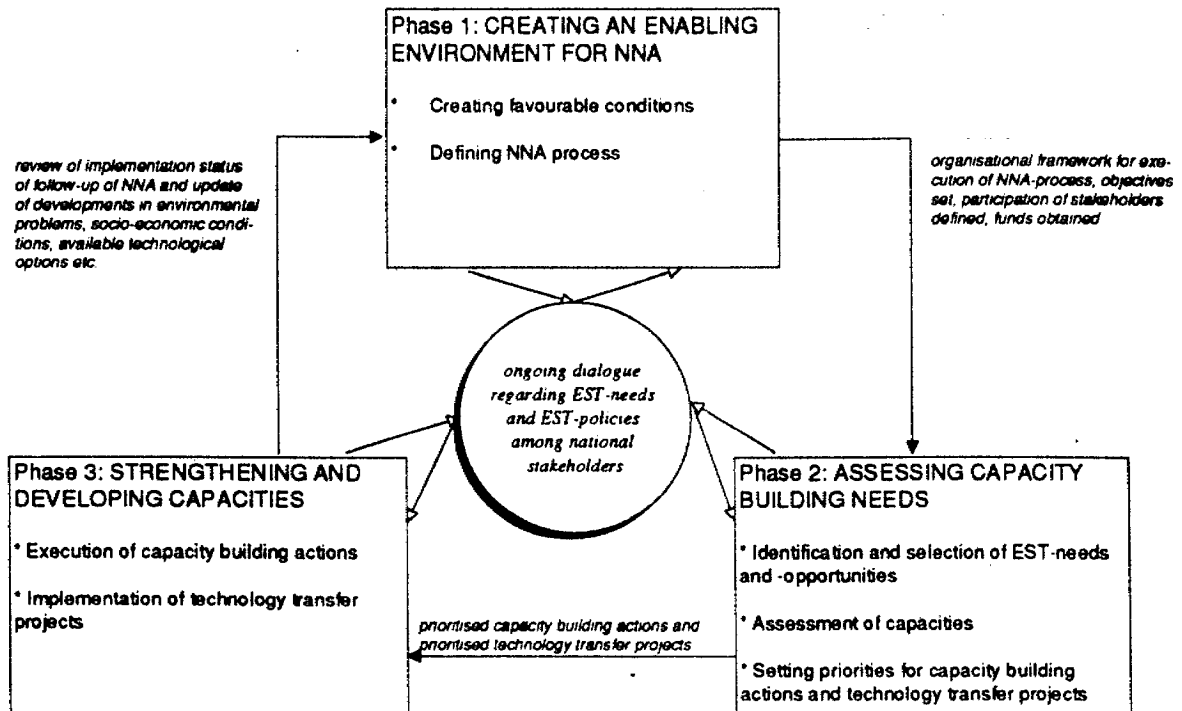 Phase 1: CREATING AN ENABLING
ENVIRONMENT FOR NNA
* Creating favourable conditions
* Defining NNA process
review of implementation status
of follow-up of NNA and update
of developments in environmental
problems, socio-economic condi-
tions, available technological
options etc.
organisational framework for exe-
cution of NNA-process, objectives
set, participation of stakeholders
defined, funds obtained
ongoing dialogue
regarding EST-needs
and EST-policies
among national
stakeholders
Phase 3: STRENGTHENING AND
DEVELOPING CAPACITIES
* Execution of capacity building actions
* Implementation of technology transfer
projects
prioritised capacity building actions and
prioritised technology transfer projects
Phase 2: ASSESSING CAPACITY
BUILDING NEEDS
* Identification and selection of EST-needs
and -opportunities
* Assessment of capacities
* Setting priorities for capacity building
actions and technology transfer projects